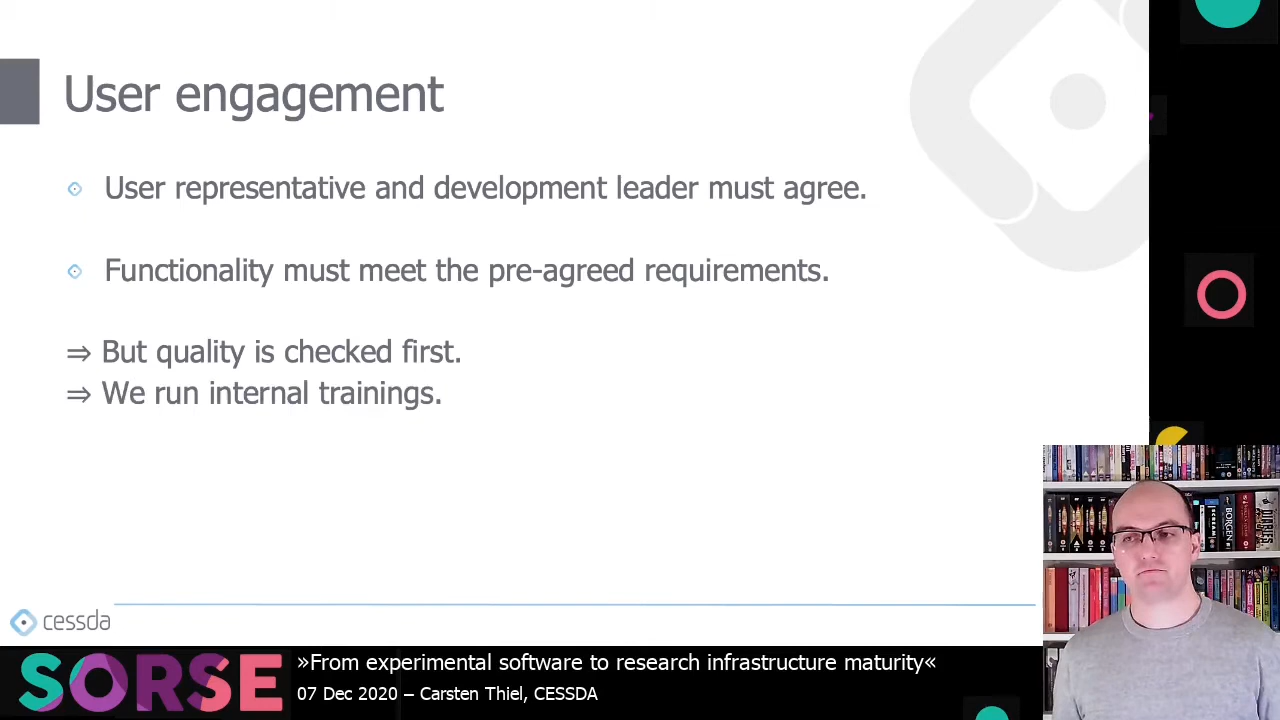 User engagement
User representative and development leader must agree.
Functionality must meet the pre-agreed requirements.
⇒ But quality is checked first.
⇒ We run internal trainings.
BORGEN
SCREAM
cessda
SORSE
»From experimental software to research infrastructure maturity«
07 Dec 2020 – Carsten Thiel, CESSDA